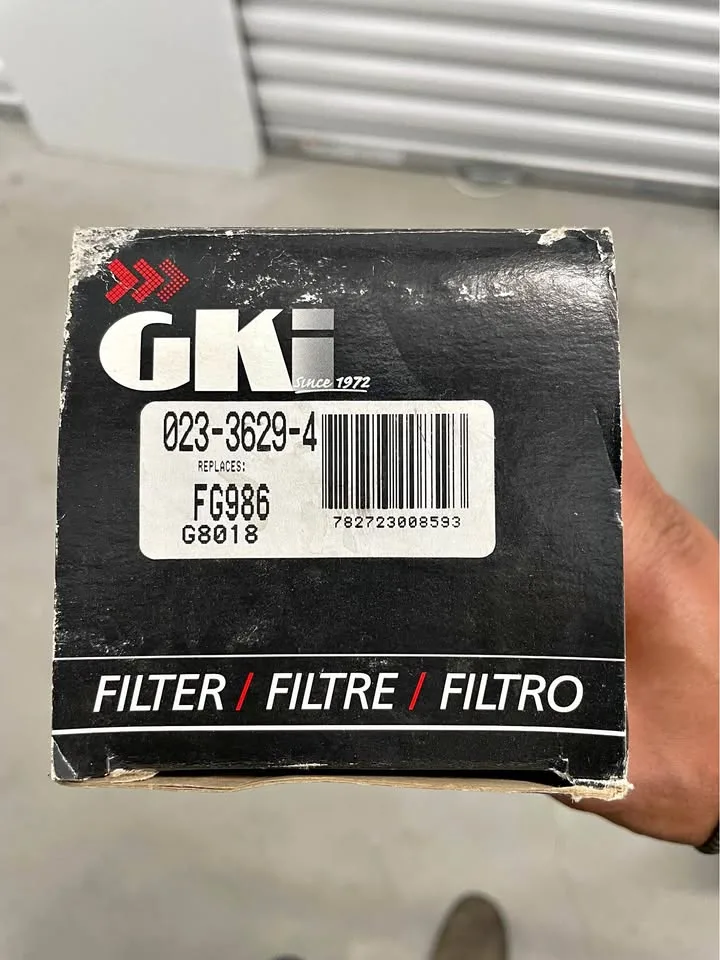 GKi
Since 1972
023-3629-4
REPLACES:
FG986
G8018
782723008593
FILTER / FILTRE / FILTRO